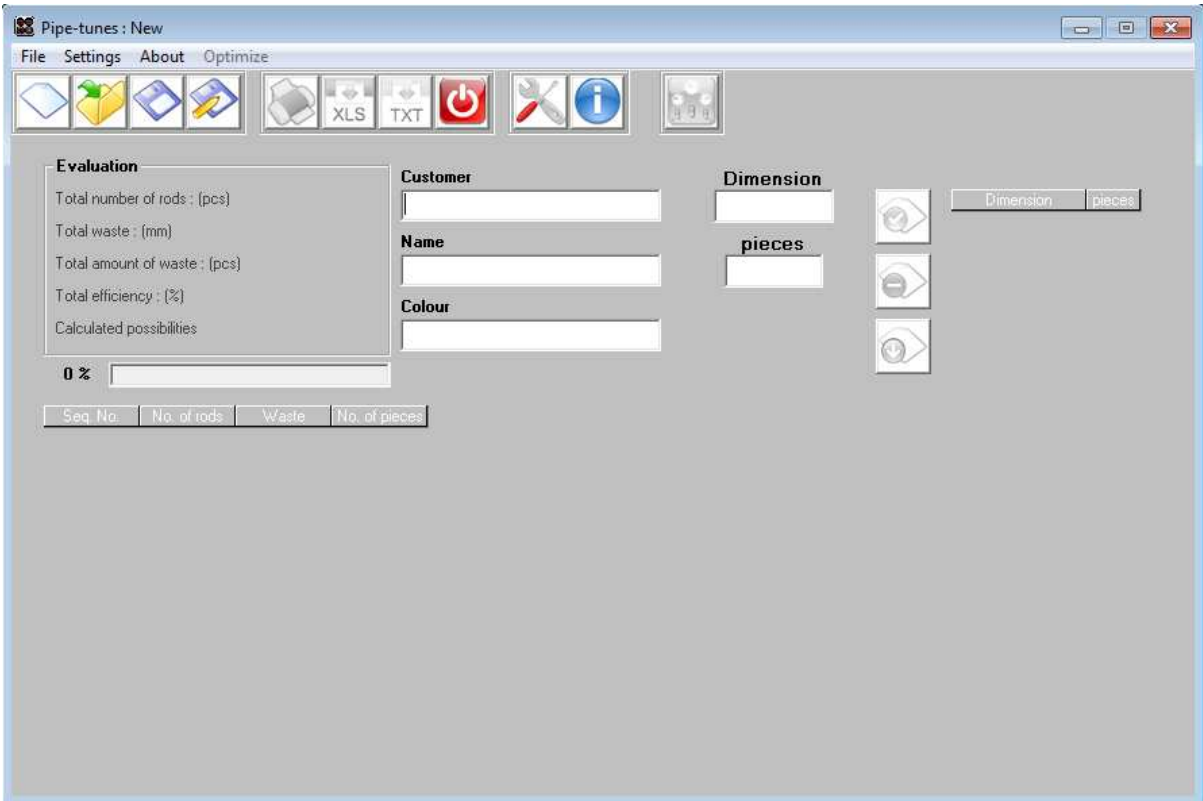 Pipe-tunes : New
File Settings About Optimize
XLS TXT
Evaluation
Total number of rods : (pcs)
Total waste : (mm)
Total amount of waste : (pcs)
Total efficiency : (%)
Calculated possibilities
0 %
Customer
Name
Colour
Dimension
pieces
Dimension pieces
Seq. No. No. of rods Waste No. of pieces